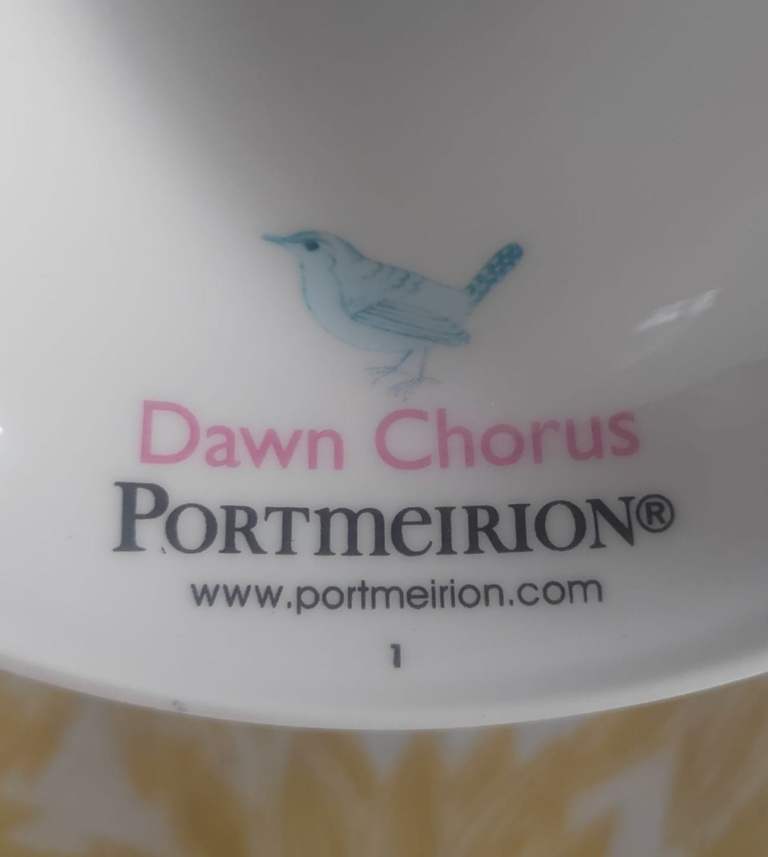 Dawn Chorus
PORTMEIRION®
www.portmeirion.com
1